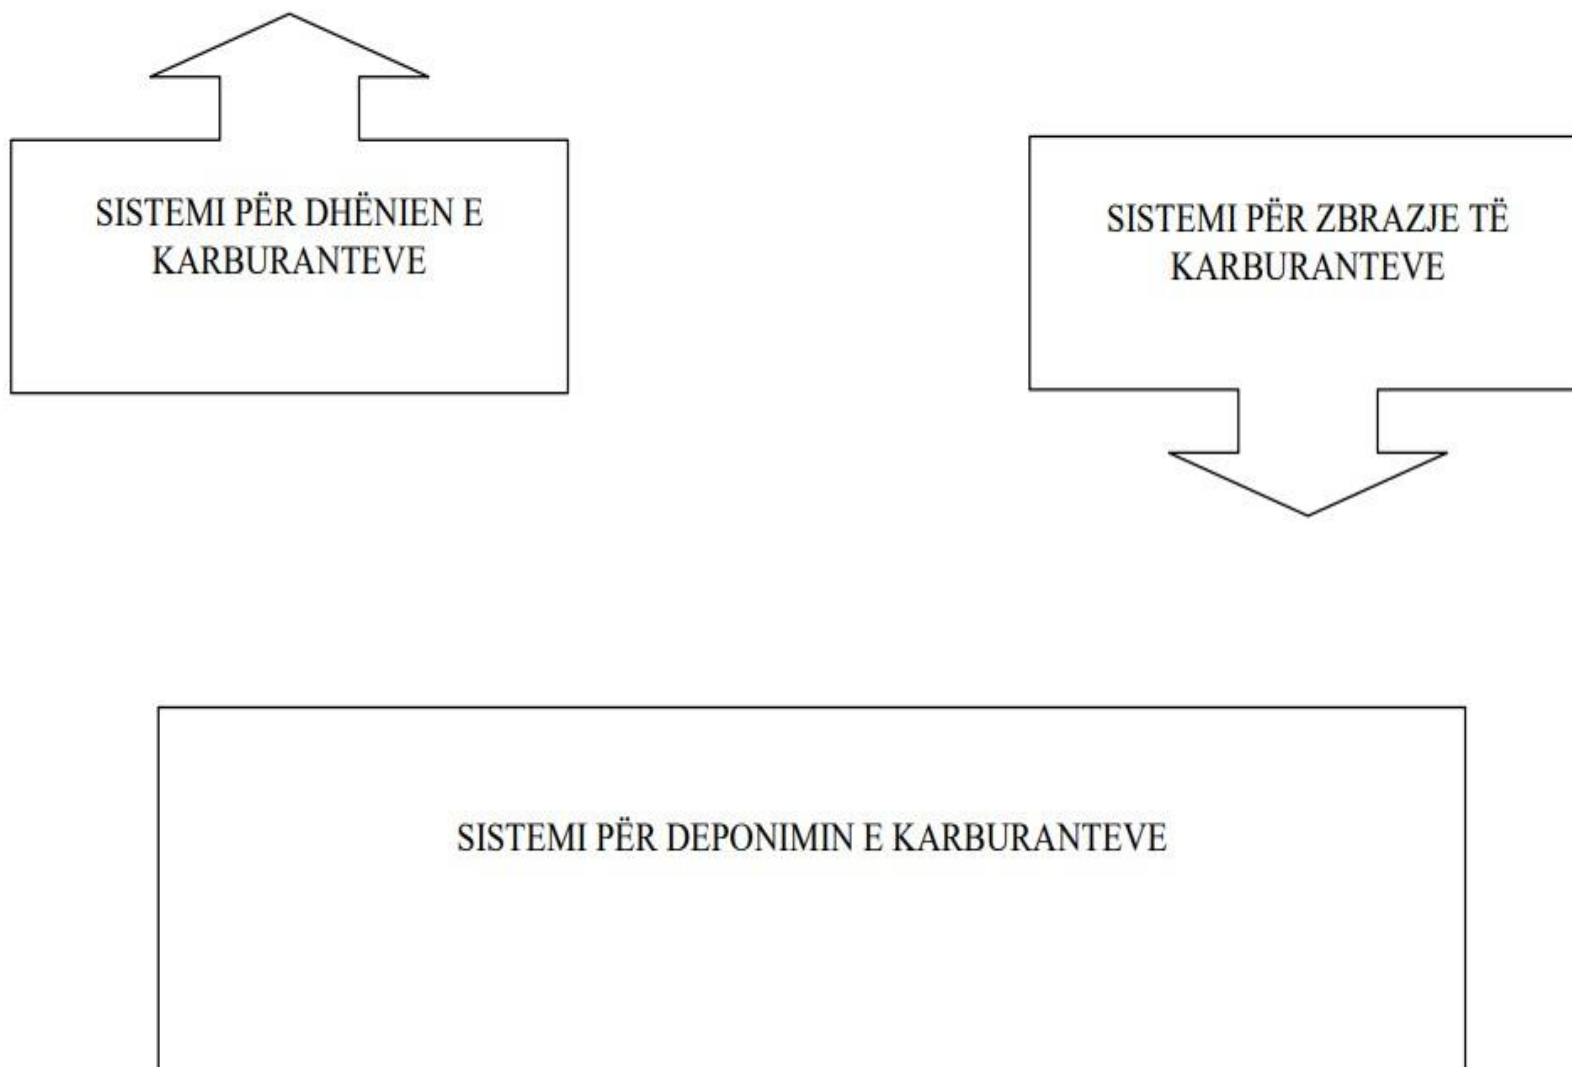 SISTEMI PËR DHËNIEN E
KARBURANTEVE
SISTEMI PËR ZBRAZJE TË
KARBURANTEVE
SISTEMI PËR DEPONIMIN E KARBURANTEVE